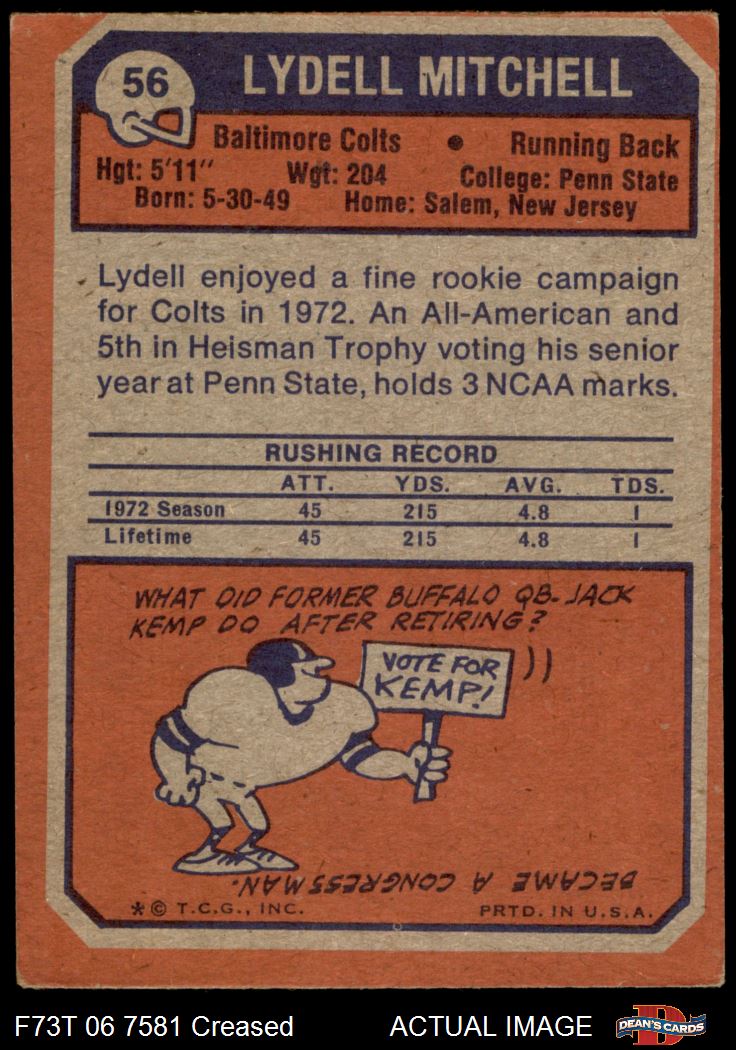 56
LYDELL MITCHELL
Baltimore Colts • Running Back
Hgt: 5'11" Wgt: 204 College: Penn State
Born: 5-30-49 Home: Salem, New Jersey
Lydell enjoyed a fine rookie campaign
for Colts in 1972. An All-American and
5th in Heisman Trophy voting his senior
year at Penn State, holds 3 NCAA marks.
RUSHING RECORD
ATT. YDS. AVG. TDS.
1972 Season 45 215 4.8 1
Lifetime 45 215 4.8 1
WHAT DID FORMER BUFFALO QB-JACK
KEMP DO AFTER RETIRING?
VOTE FOR
KEMP!
BECAME A CONGRESSMAN.
*© T.C.G., INC. PRTD. IN U.S.A.
F73T 06 7581 Creased ACTUAL IMAGE
D
DEAN'S CARDS